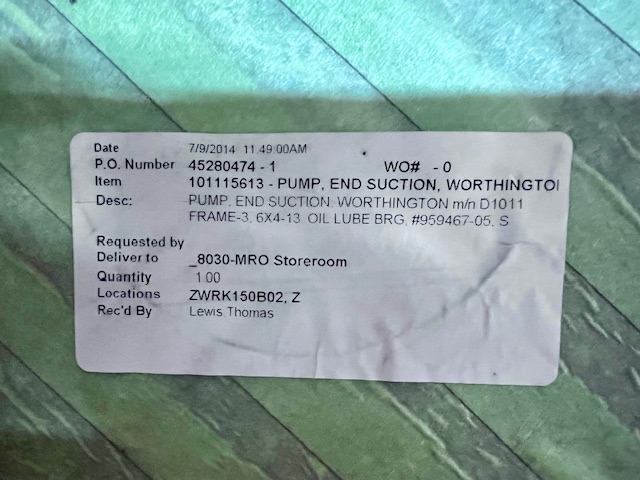 Date 7/9/2014 11:49:00AM
P.O. Number 45280474 - 1 WO# - 0
Item 101115613 - PUMP, END SUCTION, WORTHINGTO
Desc: PUMP, END SUCTION, WORTHINGTON m/n D1011
FRAME-3, 6X4-13 OIL LUBE BRG, #959467-05, S
Requested by
Deliver to _8030-MRO Storeroom
Quantity 1.00
Locations ZWRK150B02, Z
Rec'd By Lewis Thomas